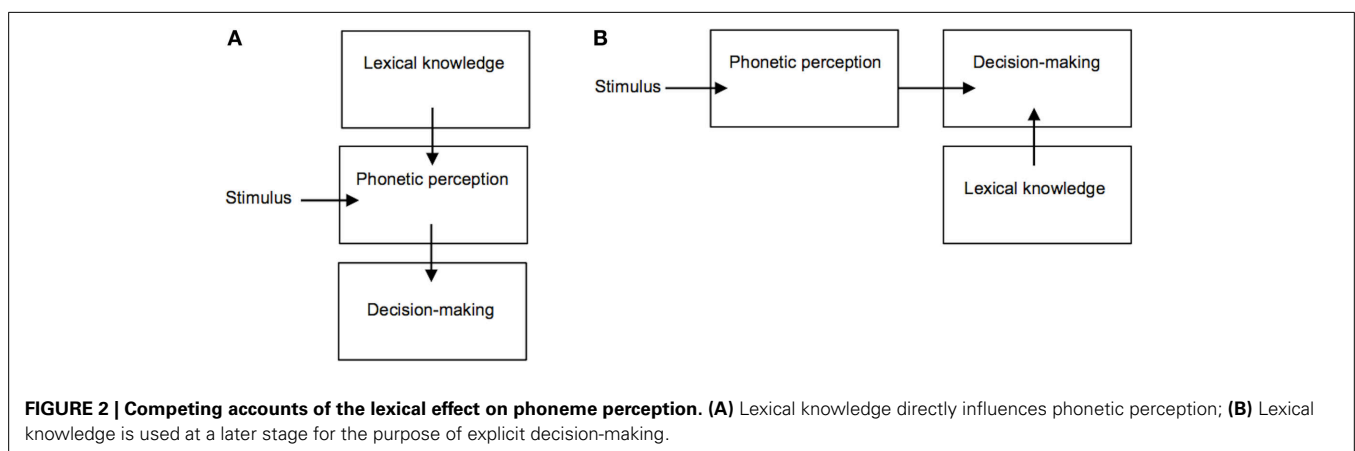 A
Lexical knowledge
Stimulus
Phonetic perception
Decision-making
B
Stimulus
Phonetic perception
Decision-making
Lexical knowledge
FIGURE 2 | Competing accounts of the lexical effect on phoneme perception. (A) Lexical knowledge directly influences phonetic perception; (B) Lexical
knowledge is used at a later stage for the purpose of explicit decision-making.